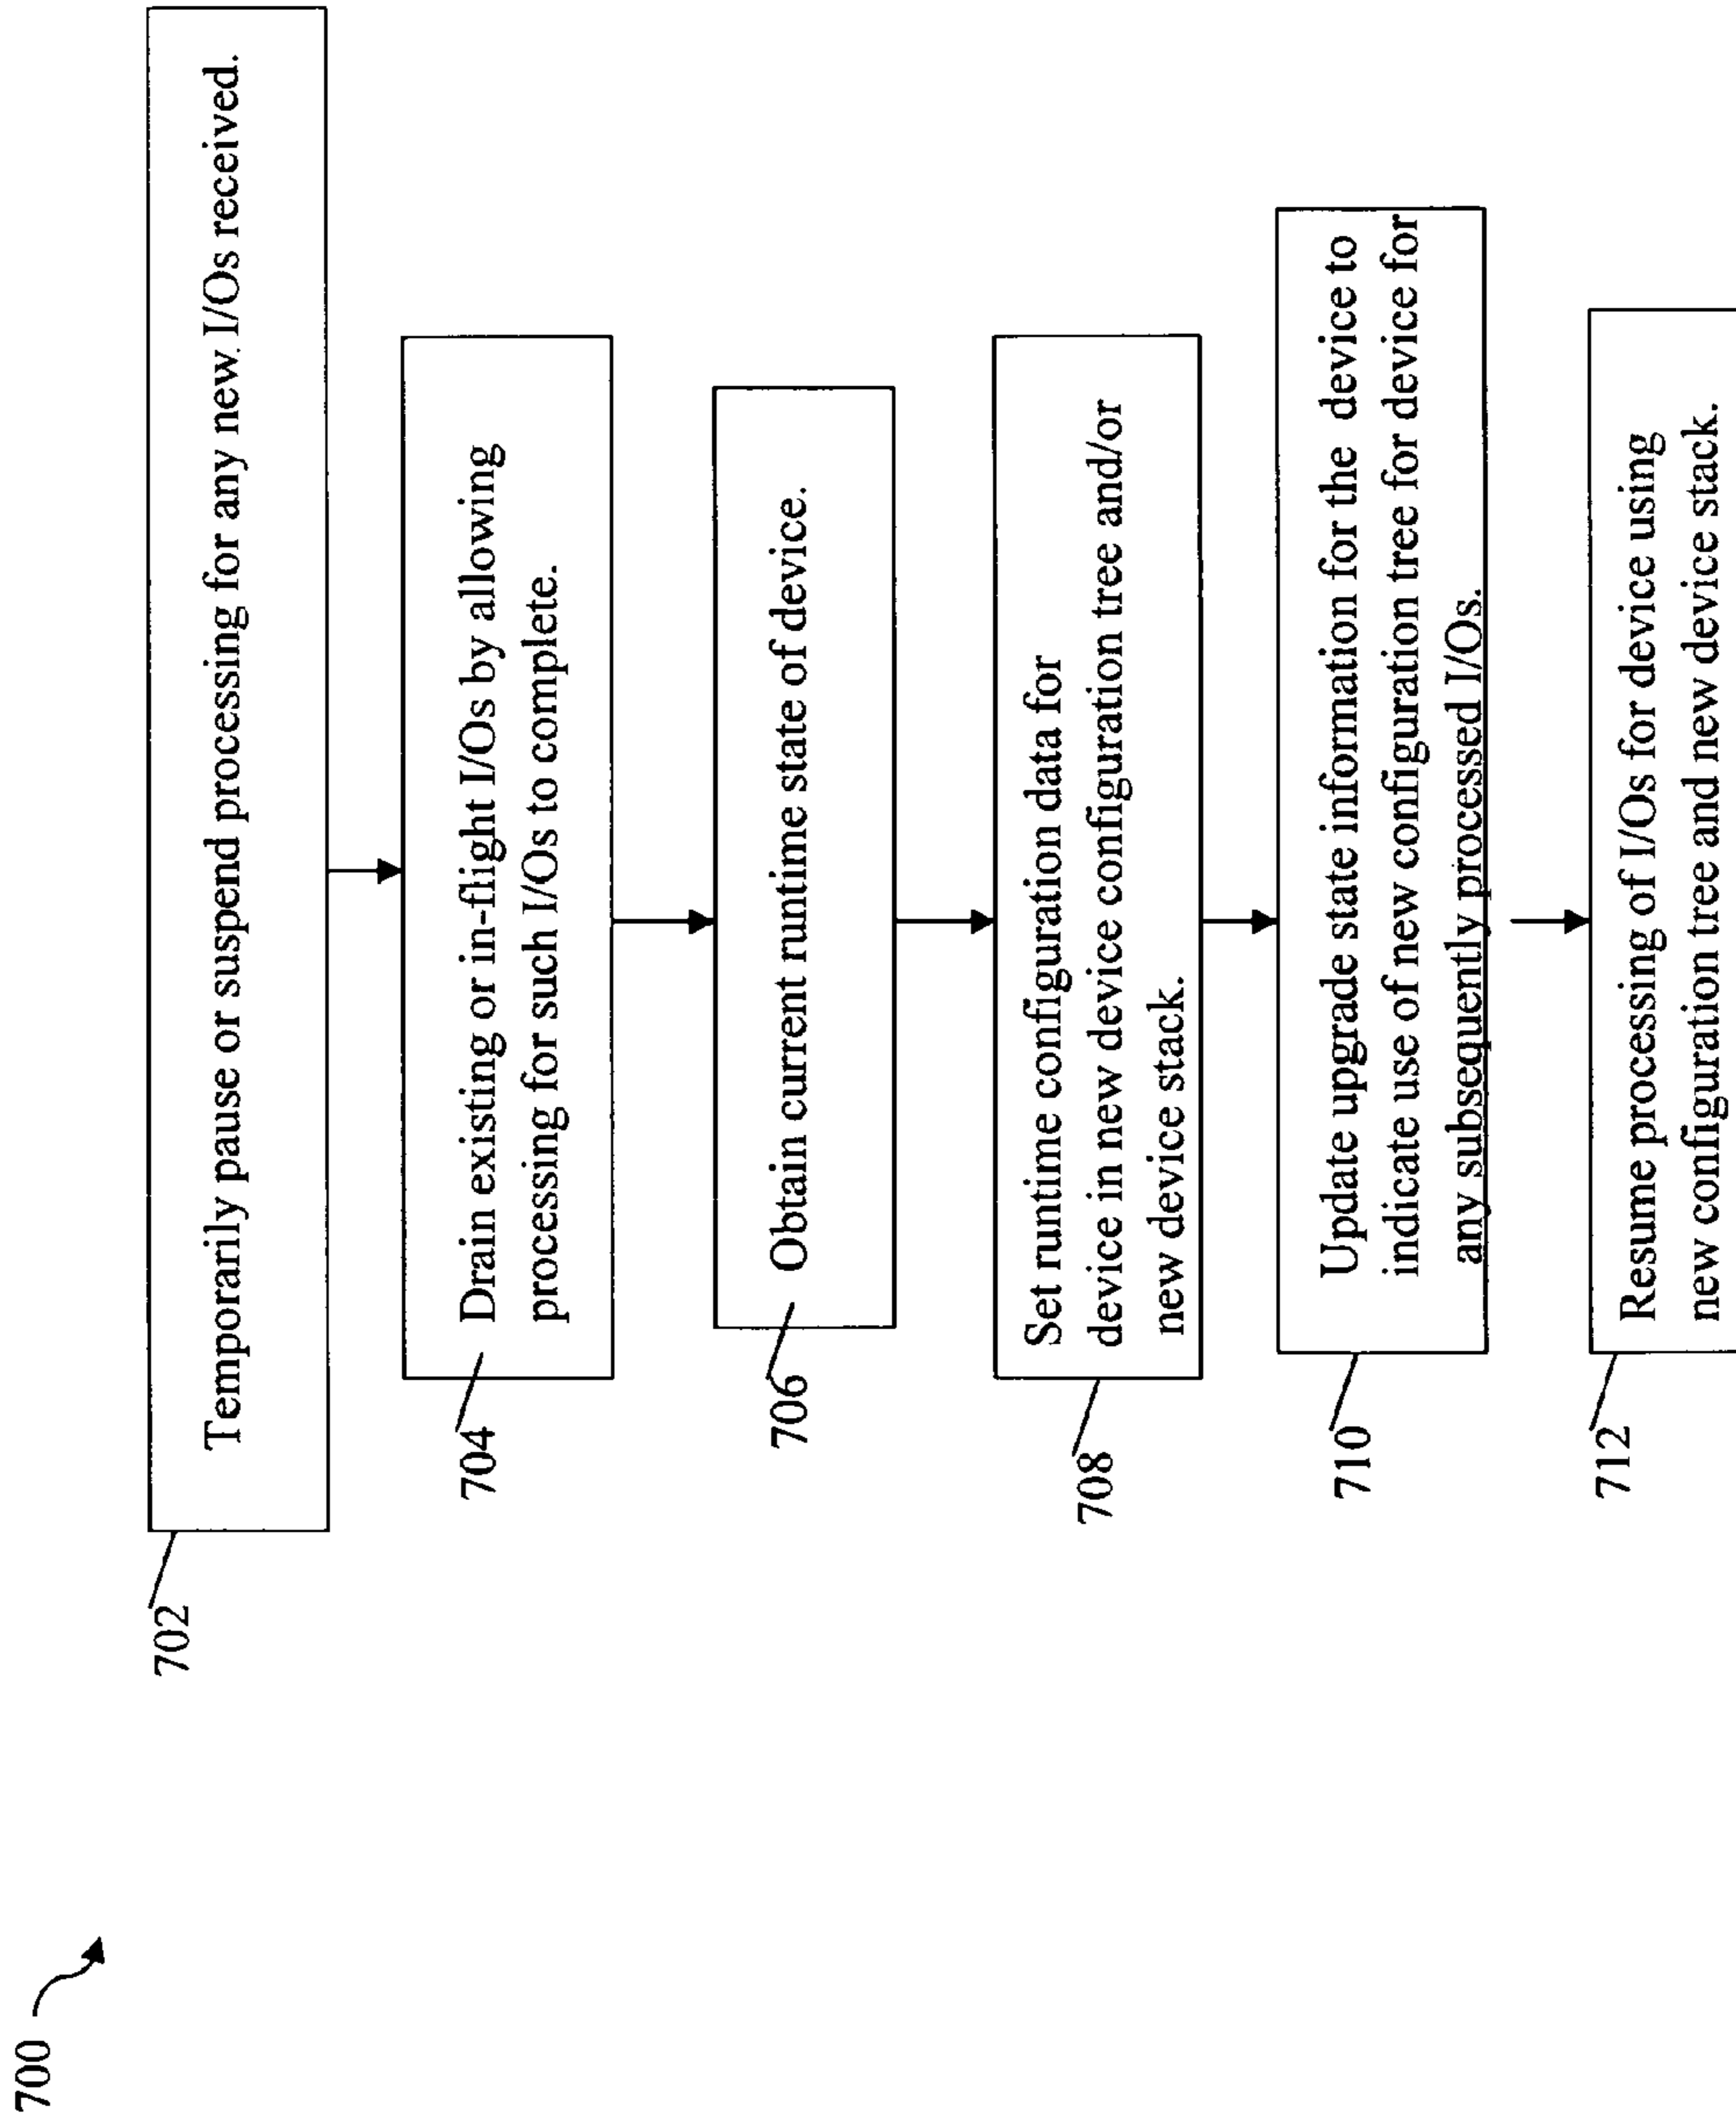 700
702
Temporarily pause or suspend processing for any new I/Os received.
704
Drain existing or in-flight I/Os by allowing
processing for such I/Os to complete.
706
Obtain current runtime state of device.
708
Set runtime configuration data for
device in new device configuration tree and/or
new device stack.
710
Update upgrade state information for the device to
indicate use of new configuration tree for device for
any subsequently processed I/Os.
712
Resume processing of I/Os for device using
new configuration tree and new device stack.